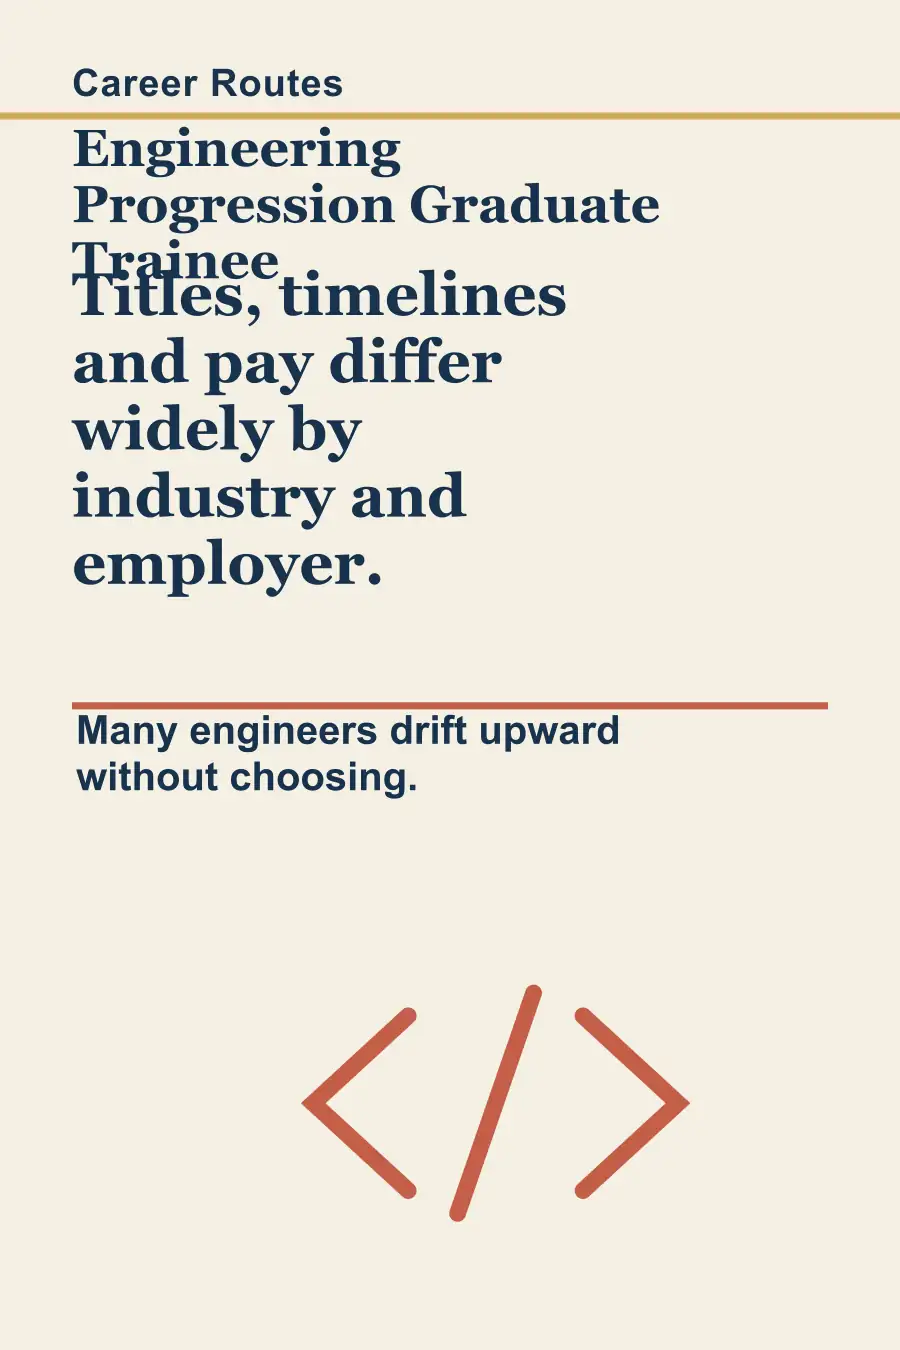 Career Routes
Engineering
Progression Graduate
Trainee
Titles, timelines
and pay differ
widely by
industry and
employer.
Many engineers drift upward
without choosing.